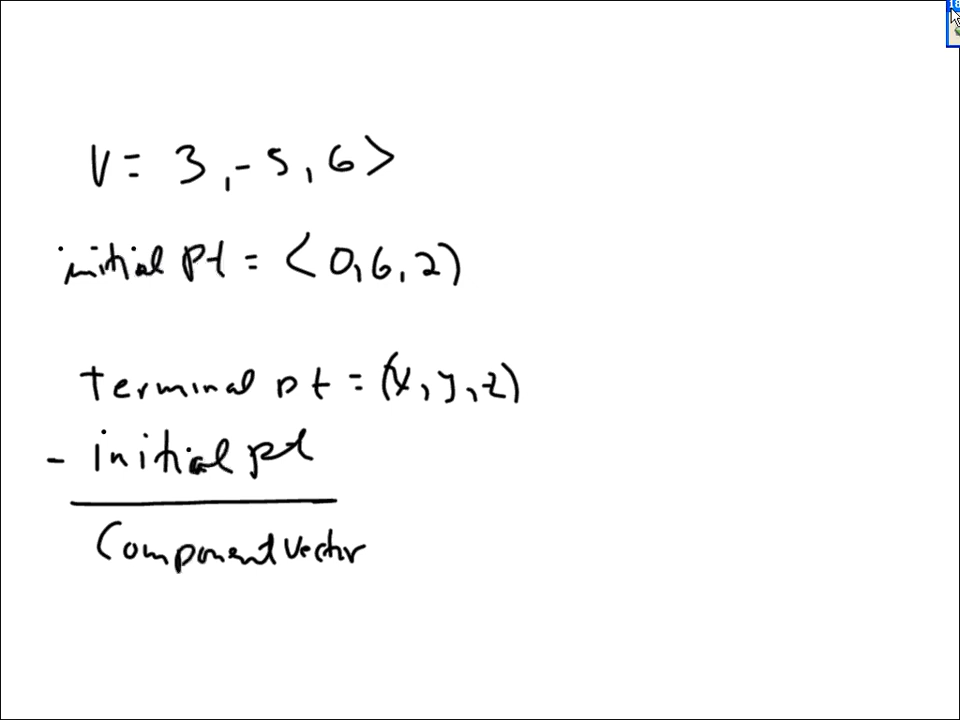 V = 3, -5, 6>
initial pt = <0, 6, 2)
terminal pt = (x, y, z)
- initial pt
Component vector